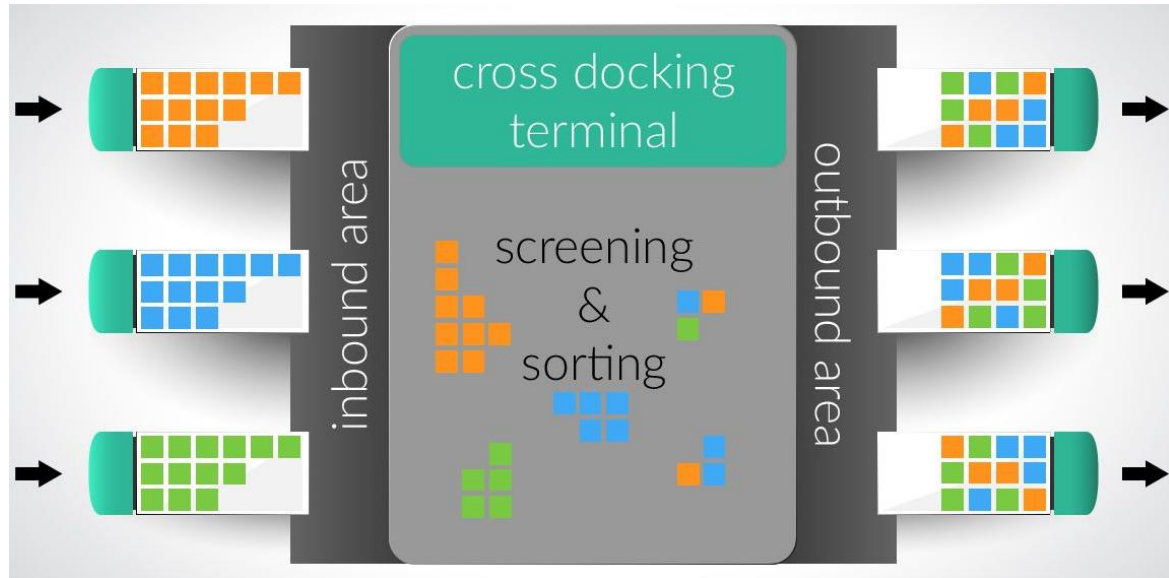 cross docking
terminal
inbound area
screening
&
sorting
outbound area